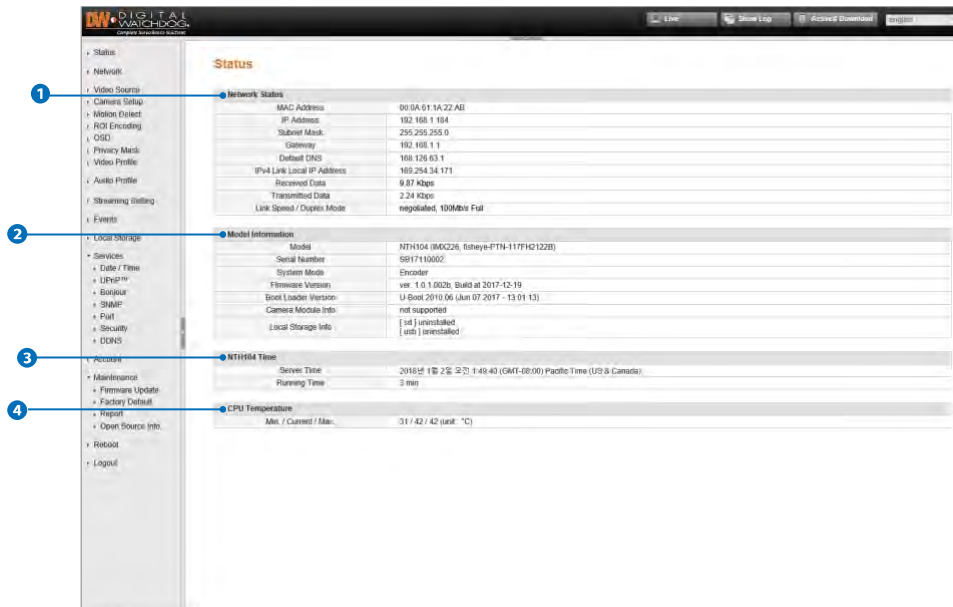 DIGITAL
WATCHDOG.
Complete Surveillance Solutions
Live
Show Log
ActiveX Download
English
Status
Network
Video Source
Camera Setup
Motion Detect
ROI Encoding
OSD
Privacy Mask
Video Profile
Audio Profile
Streaming Setting
Events
Local Storage
Services
Date / Time
UPnP™
Bonjour
SNMP
Port
Security
DDNS
Account
Maintenance
Firmware Update
Factory Default
Report
Open Source Info.
Reboot
Logout
Status
1 Network Status
MAC Address 00:0A:61:1A:22:AB
IP Address 192.168.1.184
Subnet Mask 255.255.255.0
Gateway 192.168.1.1
Default DNS 168.126.63.1
IPv4 Link Local IP Address 169.254.34.171
Received Data 9.87 Kbps
Transmitted Data 2.24 Kbps
Link Speed / Duplex Mode negotiated, 100Mb/s Full
2 Model Information
Model NTH104 (IMX226, fisheye-PTN-117FH2122B)
Serial Number SB17110002
System Mode Encoder
Firmware Version ver. 1.0.1.002b, Build at 2017-12-19
Boot Loader Version U-Boot 2010.06 (Jun 07 2017 - 13:01:13)
Camera Module Info not supported
Local Storage Info [ sd ] uninstalled
[ usb ] uninstalled
3 NTH104 Time
Server Time 2018년 1월 2일 오전 1:49:40 (GMT-08:00) Pacific Time (US & Canada)
Running Time 3 min
4 CPU Temperature
Min. / Current / Max. 31 / 42 / 42 (unit : °C)